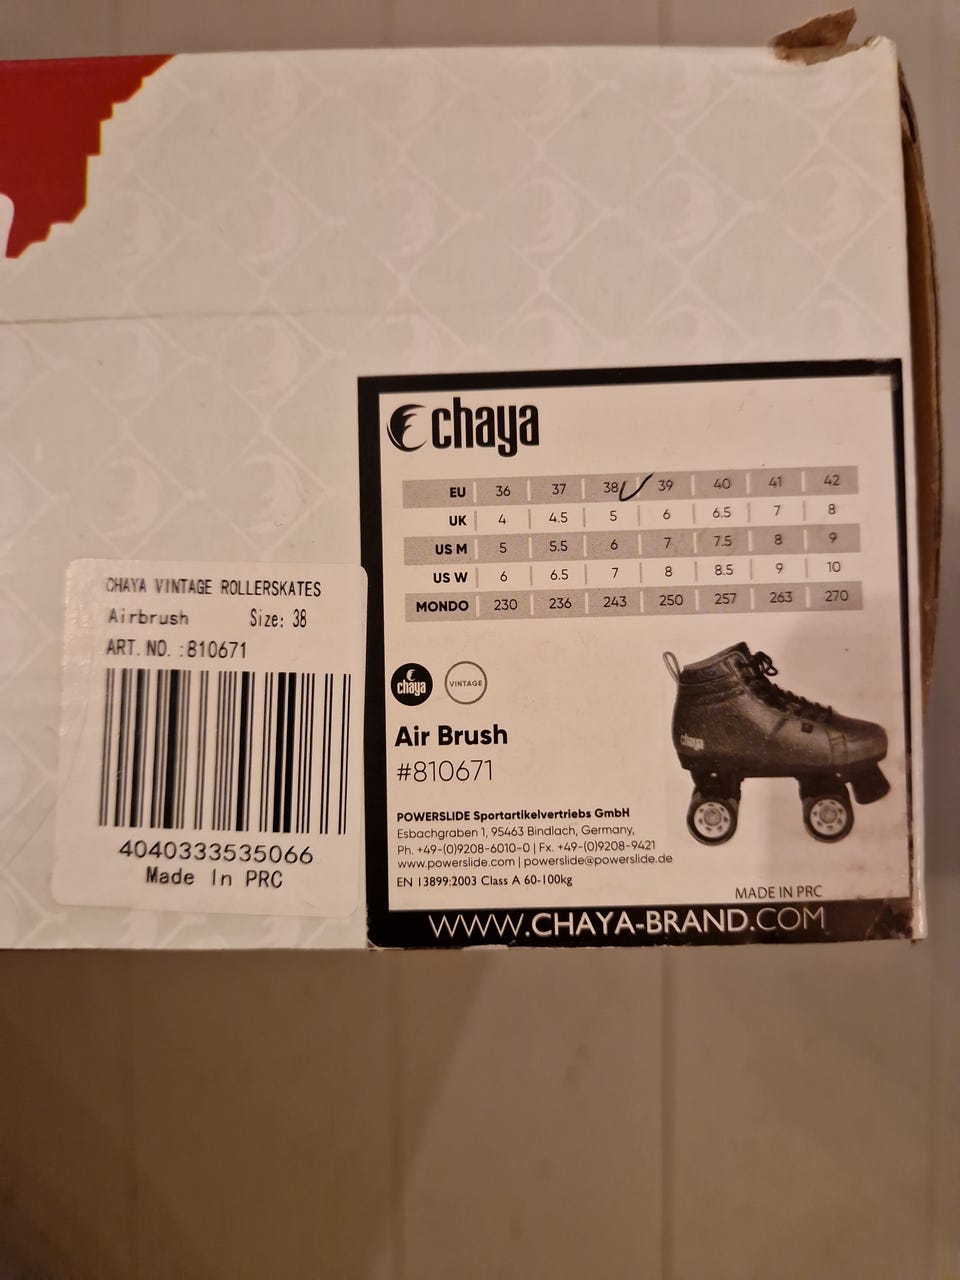 chaya
EU 36 37 38 39 40 41 42
UK 4 4.5 5 6 6.5 7 8
US M 5 5.5 6 7 7.5 8 9
US W 6 6.5 7 8 8.5 9 10
MONDO 230 236 243 250 257 263 270
CHAYA VINTAGE ROLLERSKATES
Airbrush Size: 38
ART. NO. :810671
4040333535066
Made In PRC
chaya VINTAGE
Air Brush
#810671
chaya
POWERSLIDE Sportartikelvertriebs GmbH
Esbachgraben 1, 95463 Bindlach, Germany,
Ph. +49-(0)9208-6010-0 | Fx. +49-(0)9208-9421
www.powerslide.com | powerslide@powerslide.de
EN 13899:2003 Class A 60-100kg
MADE IN PRC
WWW.CHAYA-BRAND.COM